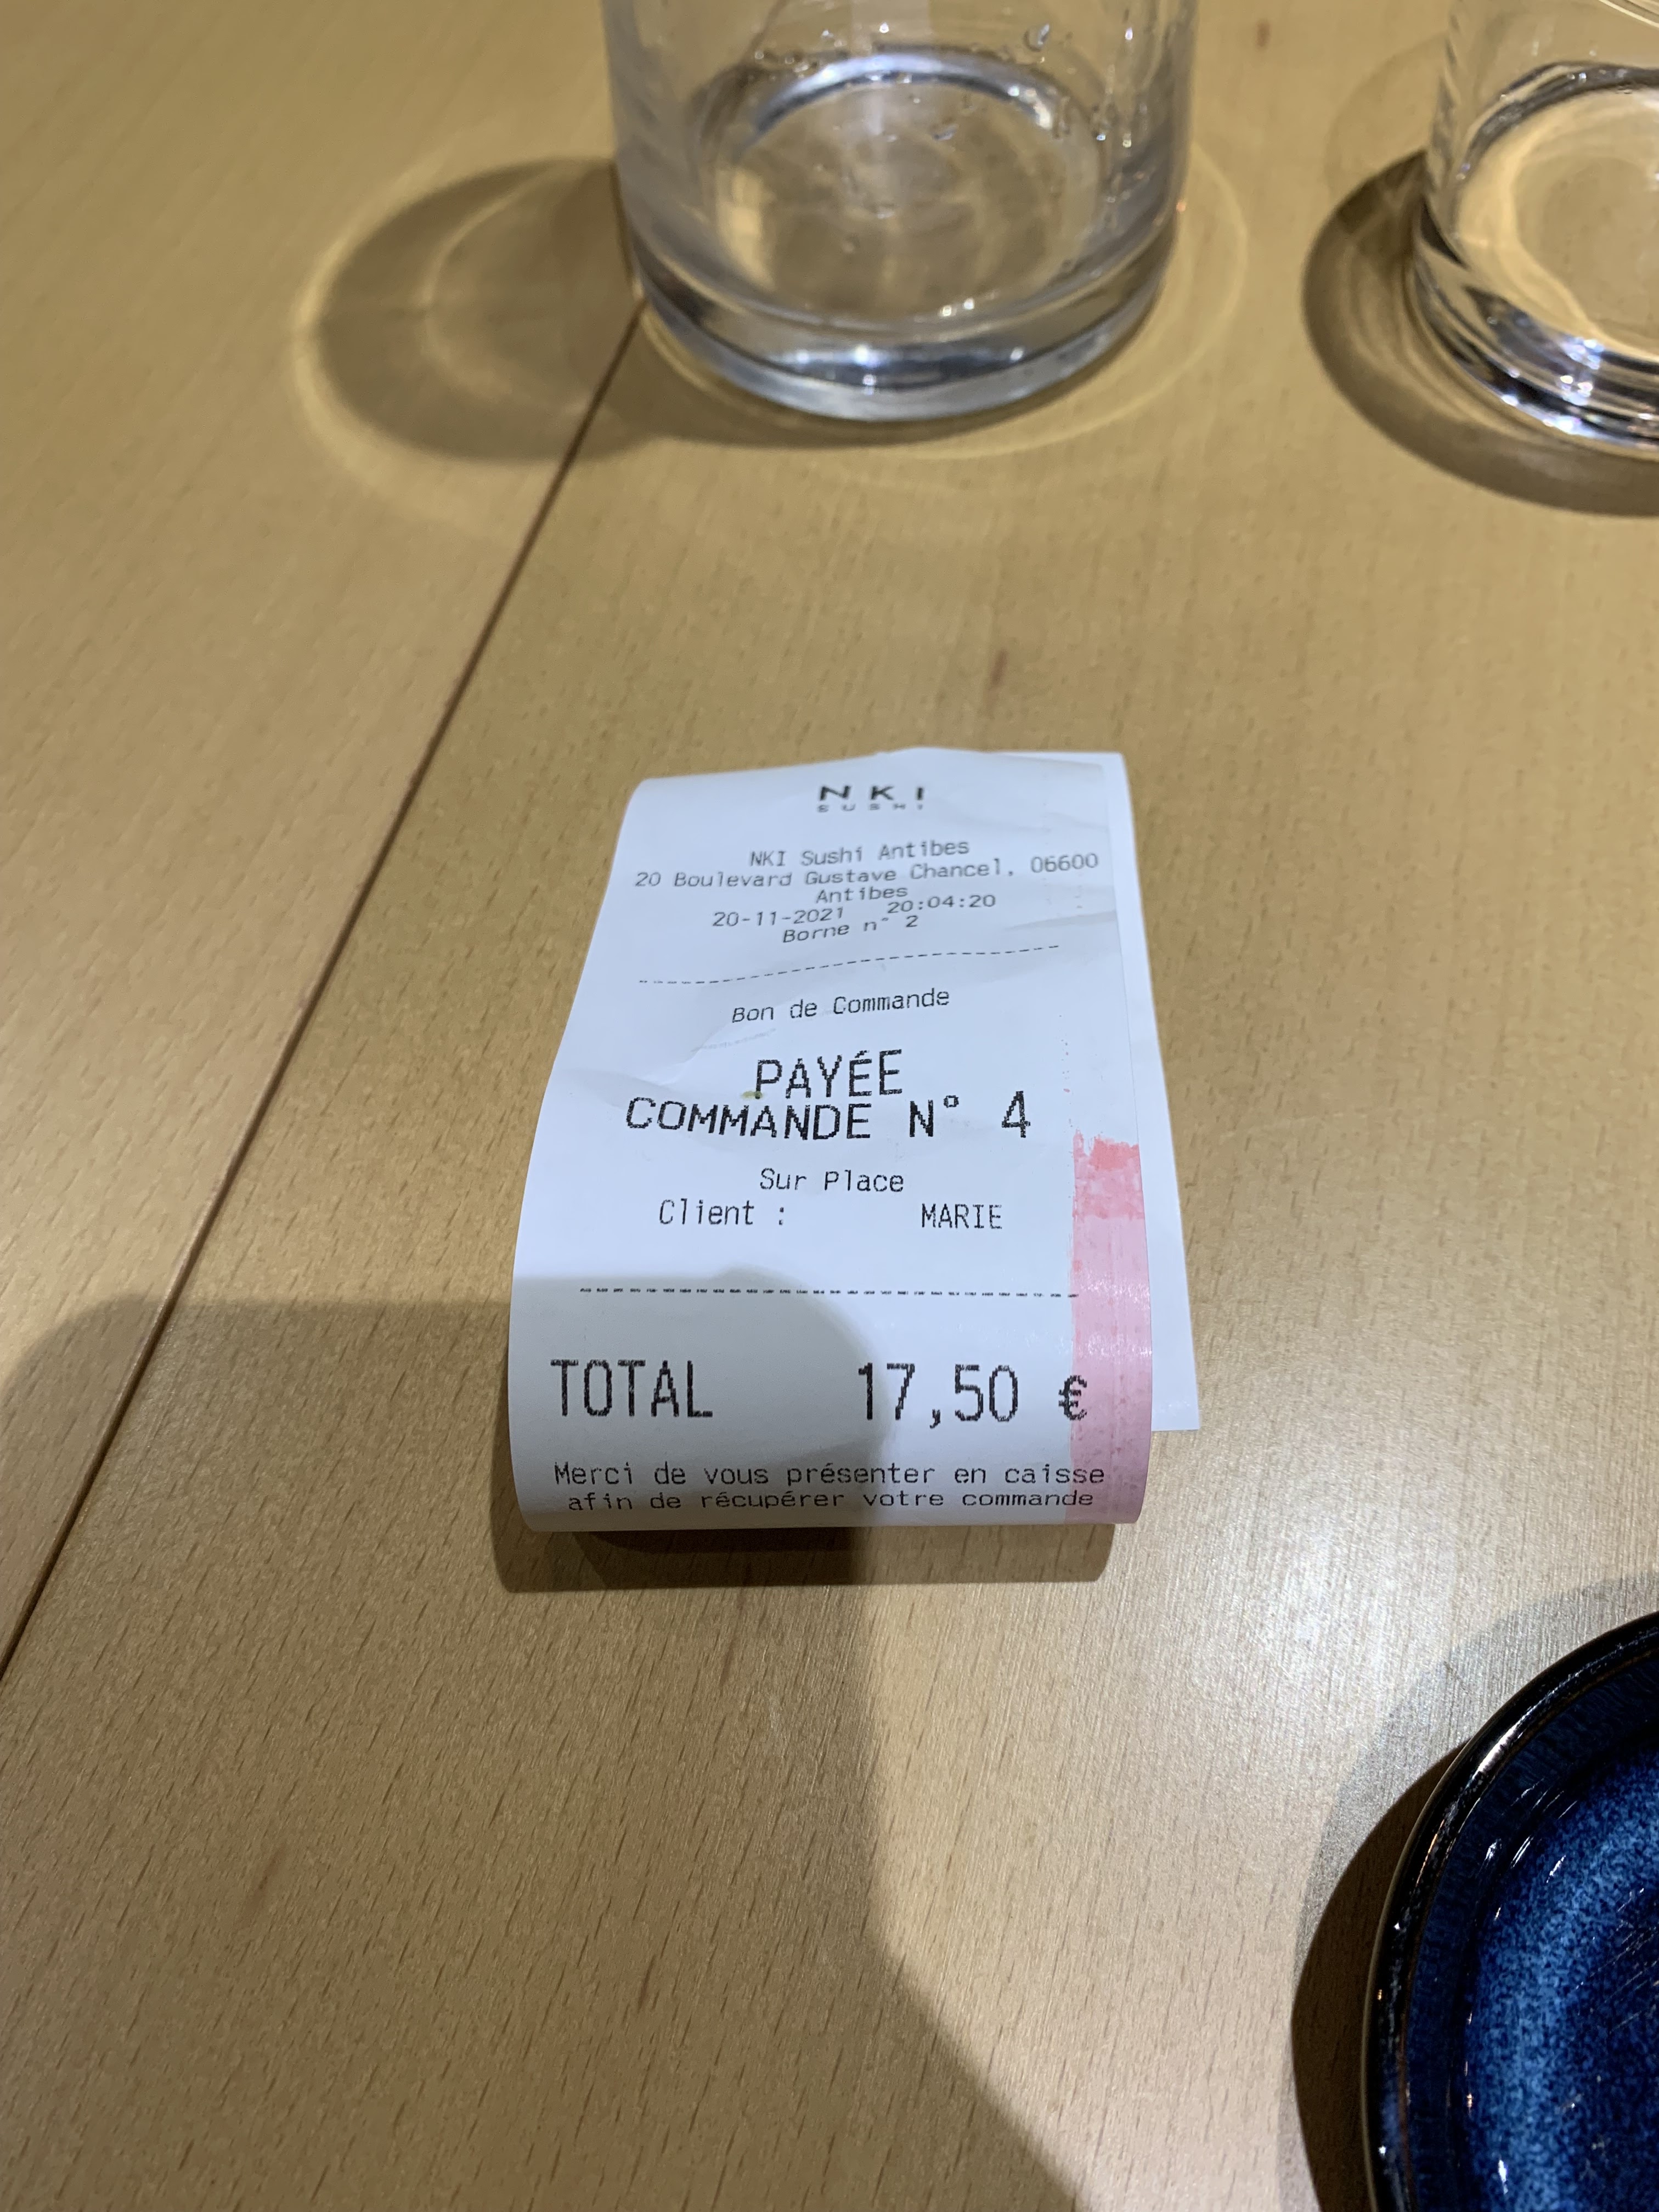 NKI
SUSHI
NKI Sushi Antibes
20 Boulevard Gustave Chancel, 06600
Antibes
20-11-2021 20:04:20
Borne n° 2
Bon de Commande
PAYÉE
COMMANDE N° 4
Sur Place
Client : MARIE
TOTAL 17,50 €
Merci de vous présenter en caisse
afin de récupérer votre commande